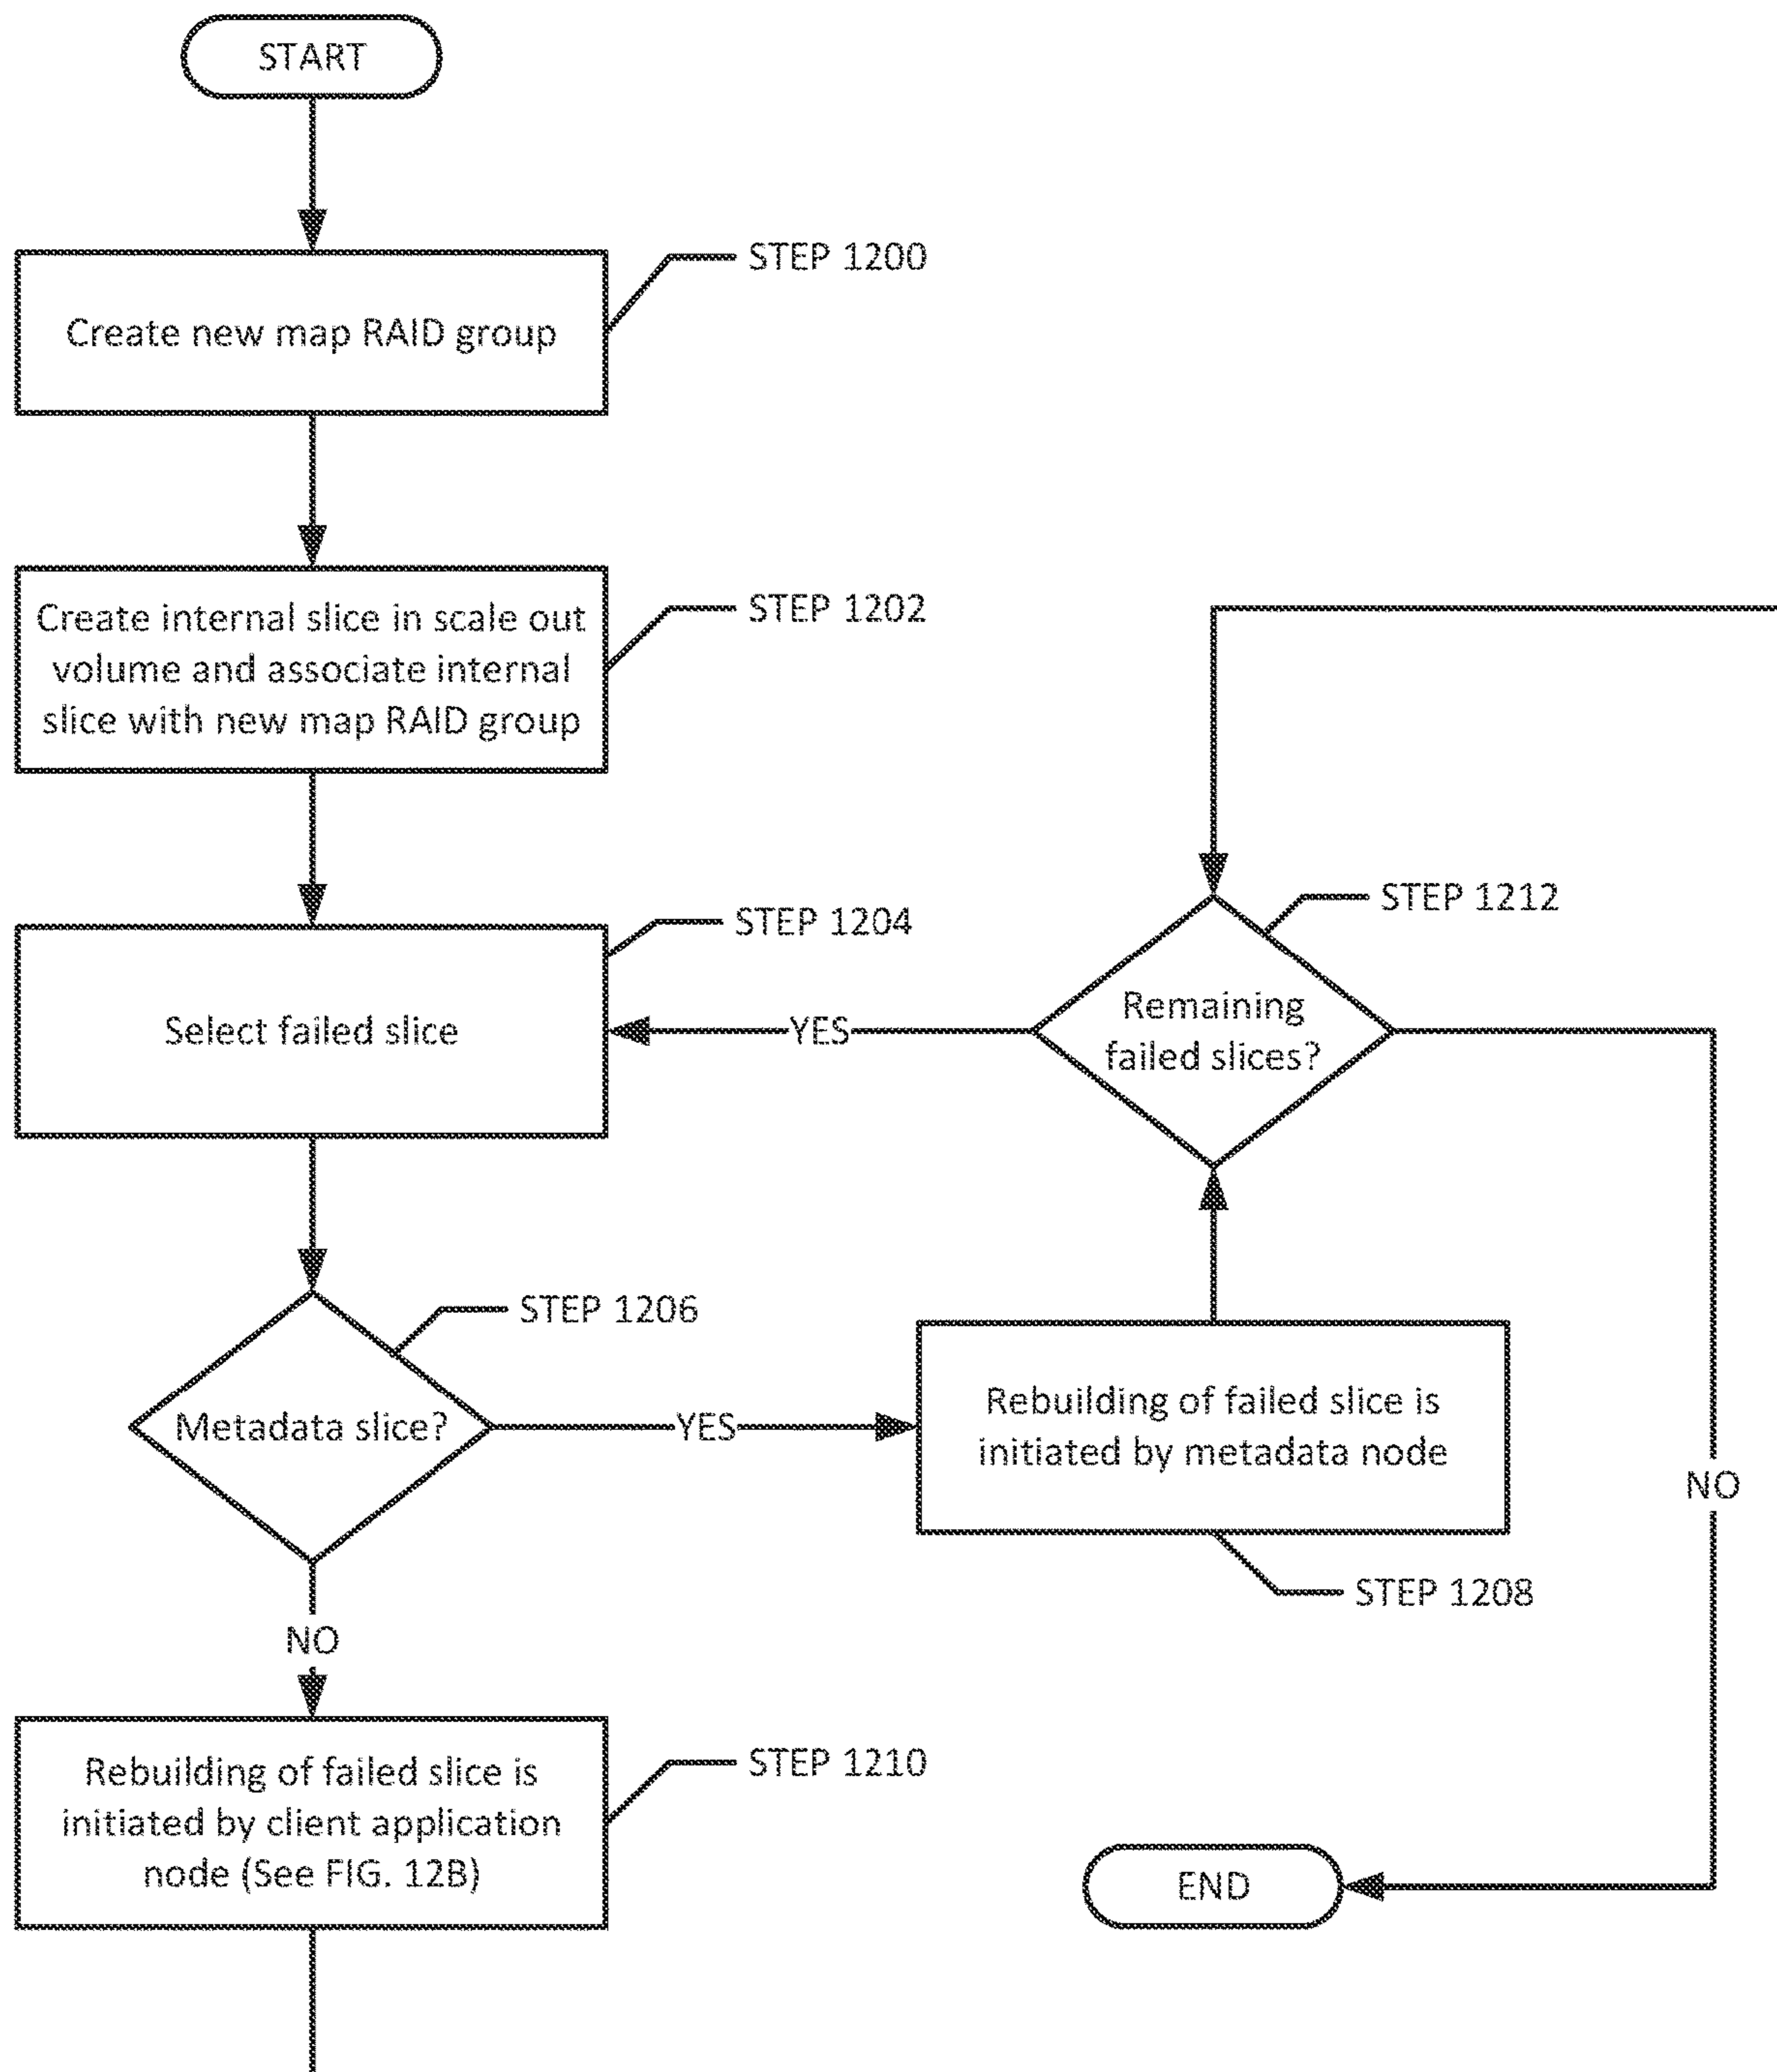 START
STEP 1200
Create new map RAID group
STEP 1202
Create internal slice in scale out
volume and associate internal
slice with new map RAID group
STEP 1204
Select failed slice
YES
STEP 1212
Remaining
failed slices?
STEP 1206
Metadata slice?
YES
Rebuilding of failed slice is
initiated by metadata node
STEP 1208
NO
NO
STEP 1210
Rebuilding of failed slice is
initiated by client application
node (See FIG. 12B)
END